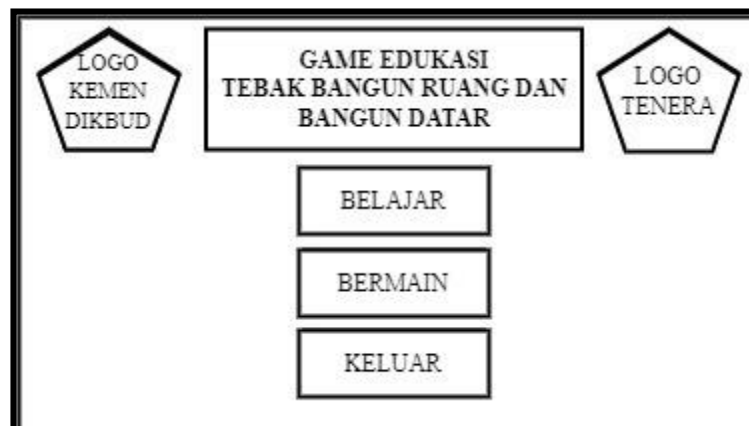 LOGO
KEMEN
DIKBUD
GAME EDUKASI
TEBAK BANGUN RUANG DAN
BANGUN DATAR
LOGO
TENERA
BELAJAR
BERMAIN
KELUAR